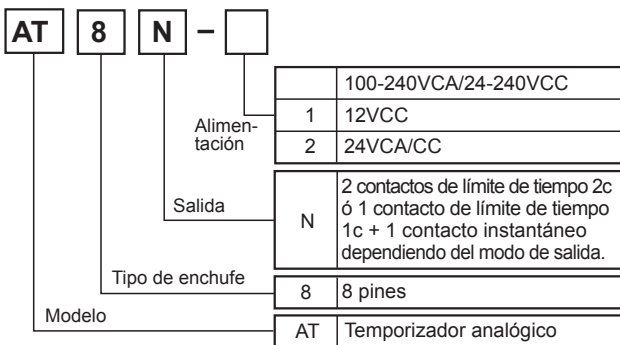 AT 8 N –
100-240VCA/24-240VCC
1 12VCC
2 24VCA/CC
Alimen-
tación
N
2 contactos de límite de tiempo 2c
ó 1 contacto de límite de tiempo
1c + 1 contacto instantáneo
dependiendo del modo de salida.
Salida
Tipo de enchufe
8 8 pines
Modelo
AT Temporizador analógico